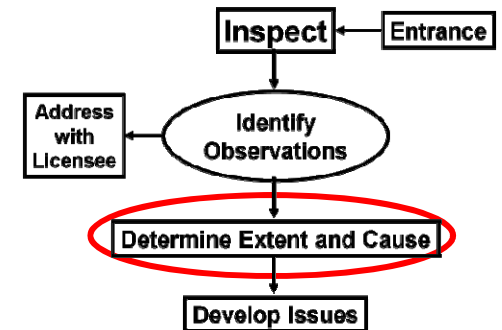 Inspect
Entrance
Address
with
Licensee
Identify
Observations
Determine Extent and Cause
Develop Issues